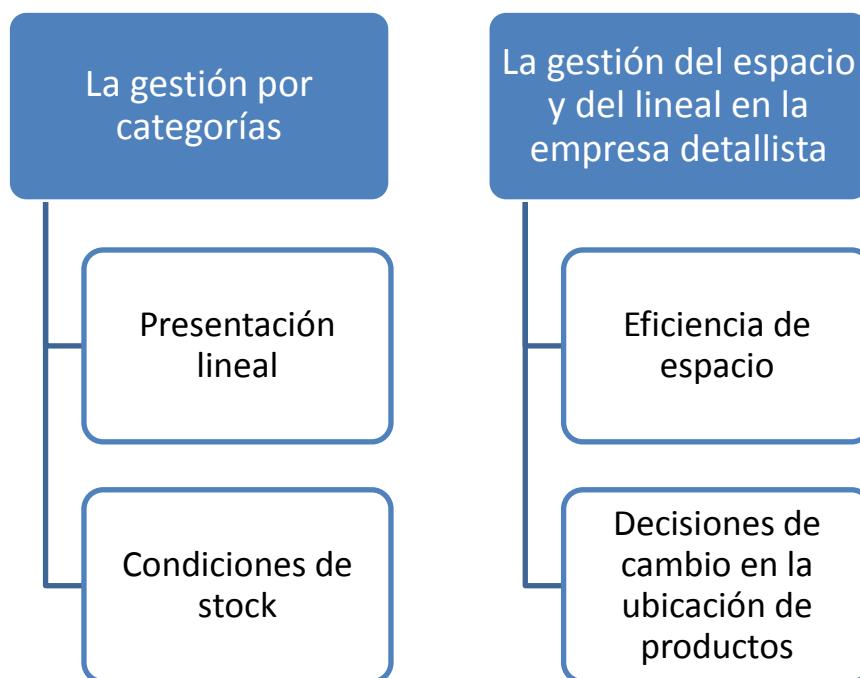 La gestión por
categorías
Presentación
lineal
Condiciones de
stock
La gestión del espacio
y del lineal en la
empresa detallista
Eficiencia de
espacio
Decisiones de
cambio en la
ubicación de
productos